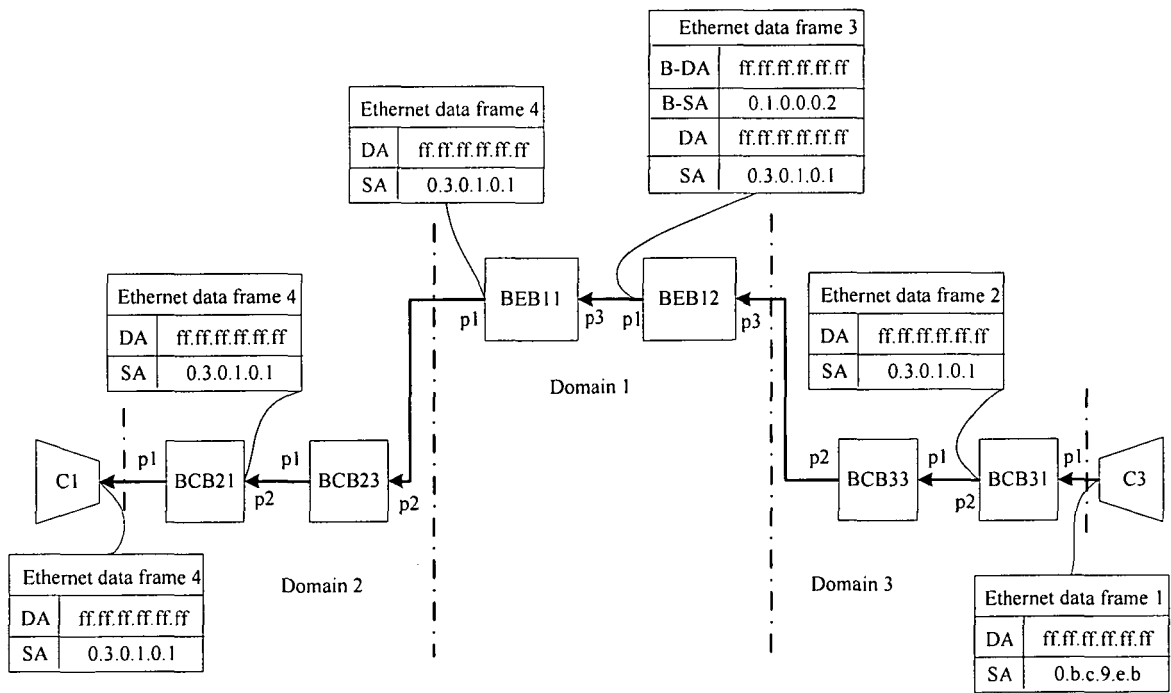 Ethernet data frame 3
B-DA ff.ff.ff.ff.ff.ff
B-SA 0.1.0.0.0.2
DA ff.ff.ff.ff.ff.ff
SA 0.3.0.1.0.1
Ethernet data frame 4
DA ff.ff.ff.ff.ff.ff
SA 0.3.0.1.0.1
BEB11
BEB12
p1
p3
p1
p3
Domain 1
Ethernet data frame 4
DA ff.ff.ff.ff.ff.ff
SA 0.3.0.1.0.1
Ethernet data frame 2
DA ff.ff.ff.ff.ff.ff
SA 0.3.0.1.0.1
C1
p1
BCB21
p2
p1
BCB23
p2
p2
BCB33
p1
p2
BCB31
p1
C3
Domain 2
Domain 3
Ethernet data frame 4
DA ff.ff.ff.ff.ff.ff
SA 0.3.0.1.0.1
Ethernet data frame 1
DA ff.ff.ff.ff.ff.ff
SA 0.b.c.9.e.b